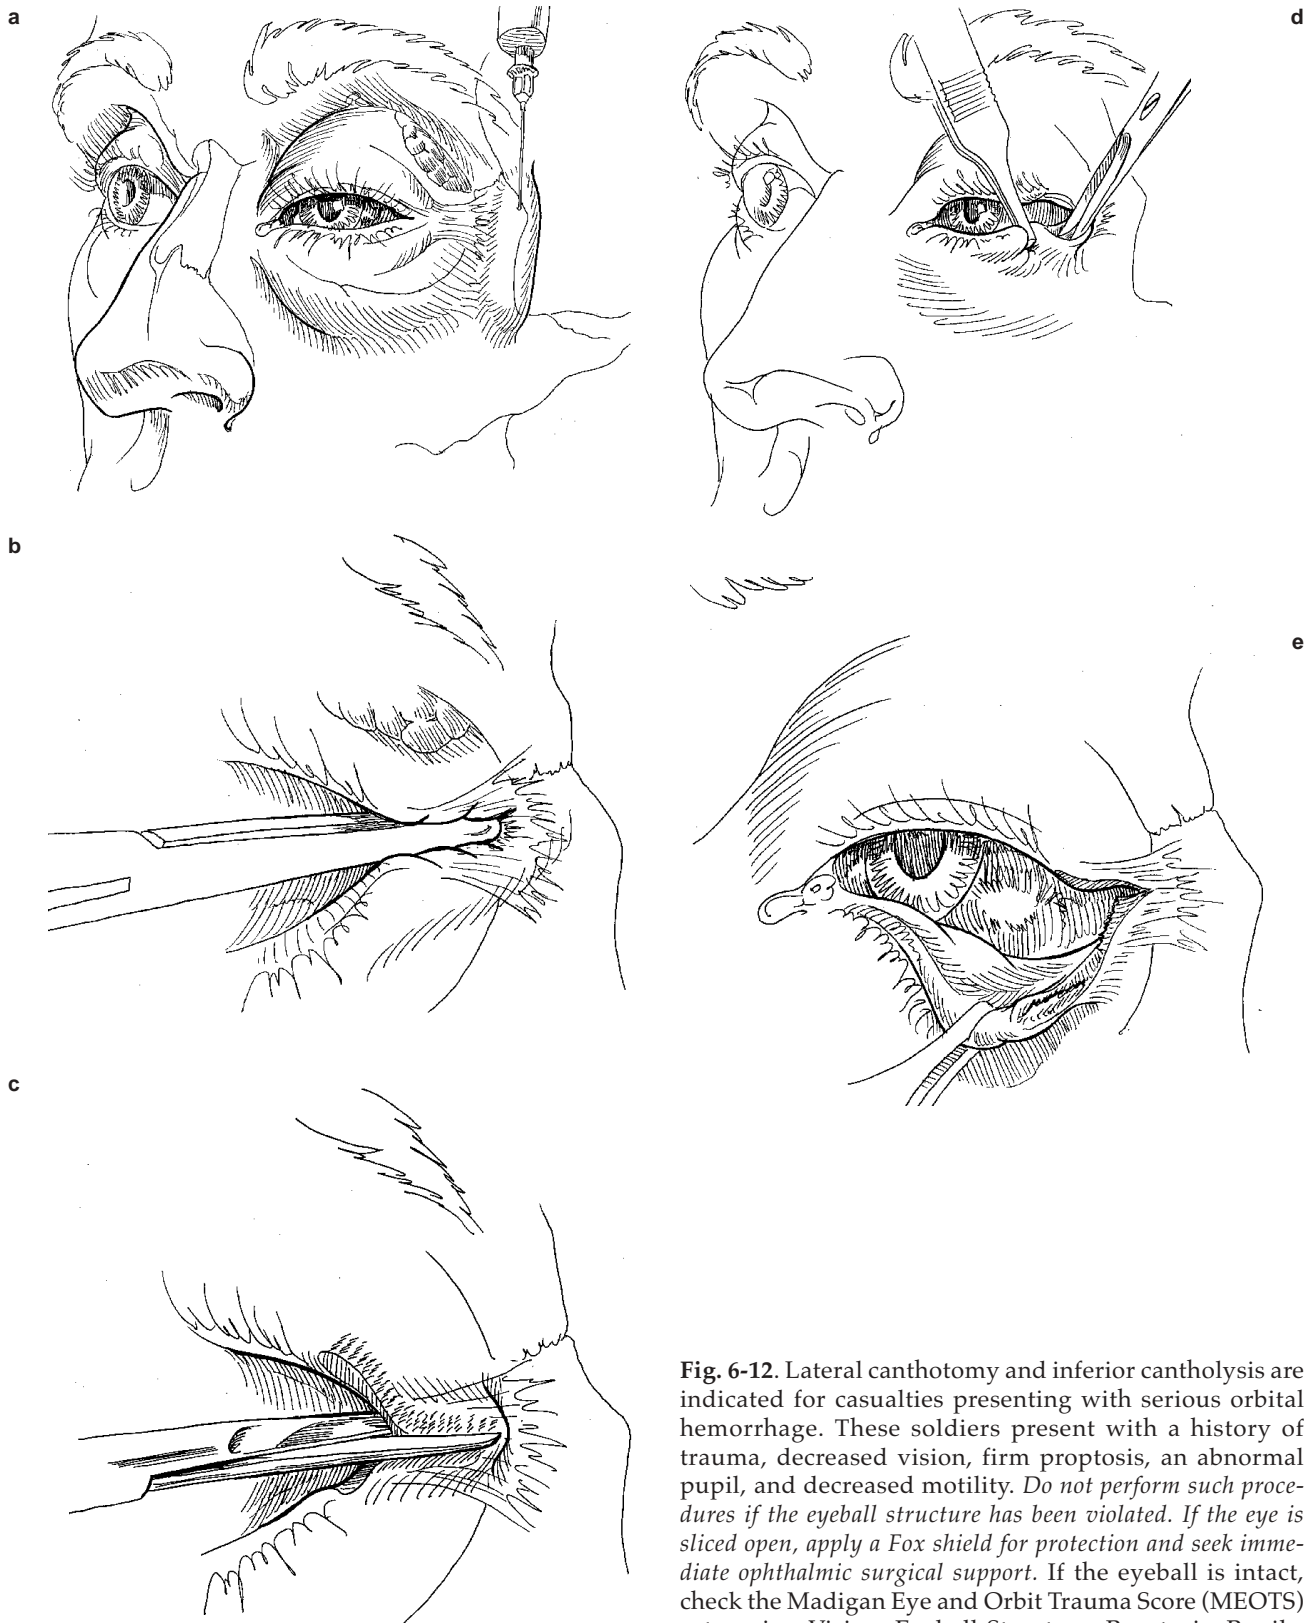 a
d
b
e
c
Fig. 6-12. Lateral canthotomy and inferior cantholysis are
indicated for casualties presenting with serious orbital
hemorrhage. These soldiers present with a history of
trauma, decreased vision, firm proptosis, an abnormal
pupil, and decreased motility. Do not perform such proce-
dures if the eyeball structure has been violated. If the eye is
sliced open, apply a Fox shield for protection and seek imme-
diate ophthalmic surgical support. If the eyeball is intact,
check the Madigan Eye and Orbit Trauma Score (MEOTS)